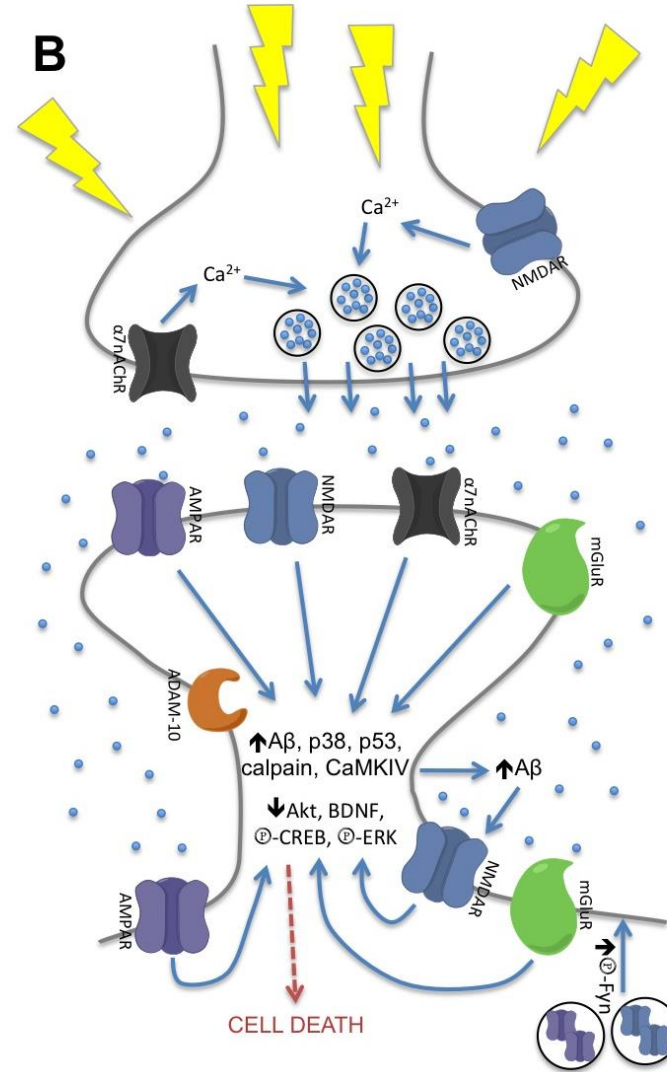 B
Ca²⁺
NMDAR
Ca²⁺
α7nAChR
AMPAR
NMDAR
α7nAChR
mGluR
ADAM-10
🡑Aβ, p38, p53,
calpain, CaMKIV
🡑Aβ
🡓Akt, BDNF,
Ⓟ-CREB, Ⓟ-ERK
NMDAR
AMPAR
mGluR
🡑Ⓟ-Fyn
CELL DEATH